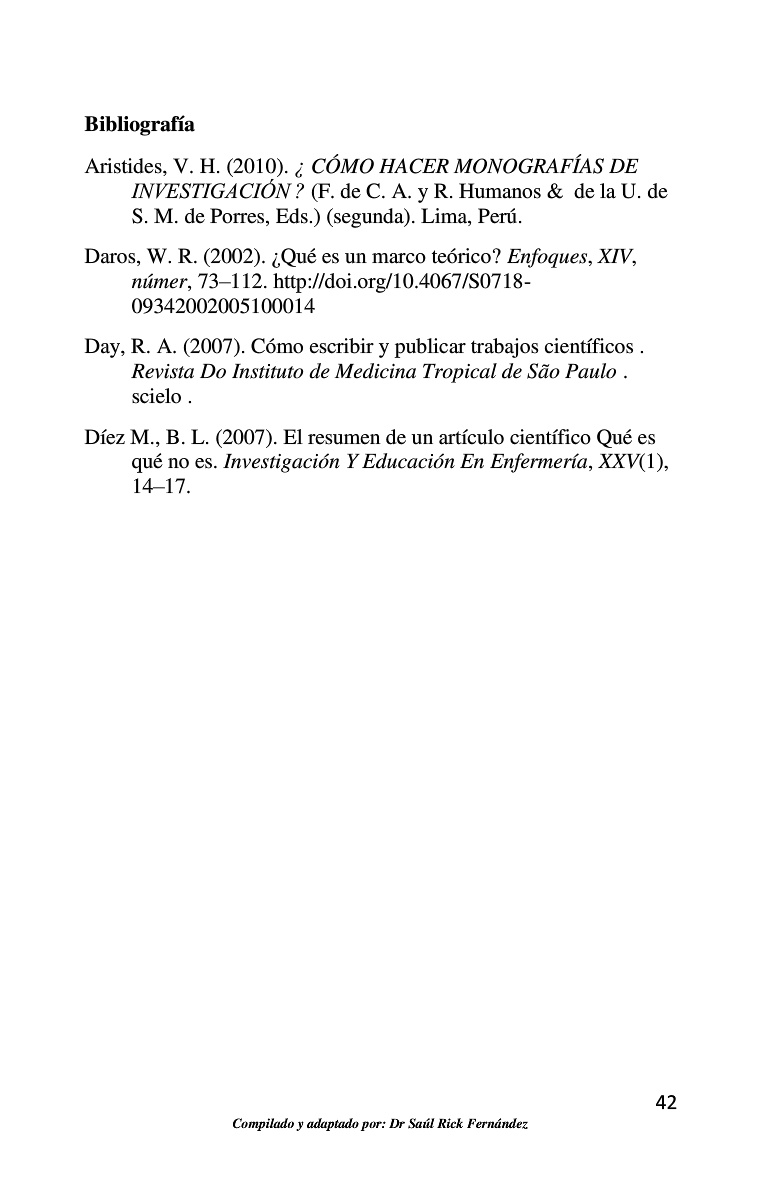 Bibliografía
Aristides, V. H. (2010). ¿ CÓMO HACER MONOGRAFÍAS DE
INVESTIGACIÓN ? (F. de C. A. y R. Humanos & de la U. de
S. M. de Porres, Eds.) (segunda). Lima, Perú.
Daros, W. R. (2002). ¿Qué es un marco teórico? Enfoques, XIV,
númer, 73–112. http://doi.org/10.4067/S0718-
09342002005100014
Day, R. A. (2007). Cómo escribir y publicar trabajos científicos .
Revista Do Instituto de Medicina Tropical de São Paulo .
scielo .
Díez M., B. L. (2007). El resumen de un artículo científico Qué es
qué no es. Investigación Y Educación En Enfermería, XXV(1),
14–17.
42
Compilado y adaptado por: Dr Saúl Rick Fernández